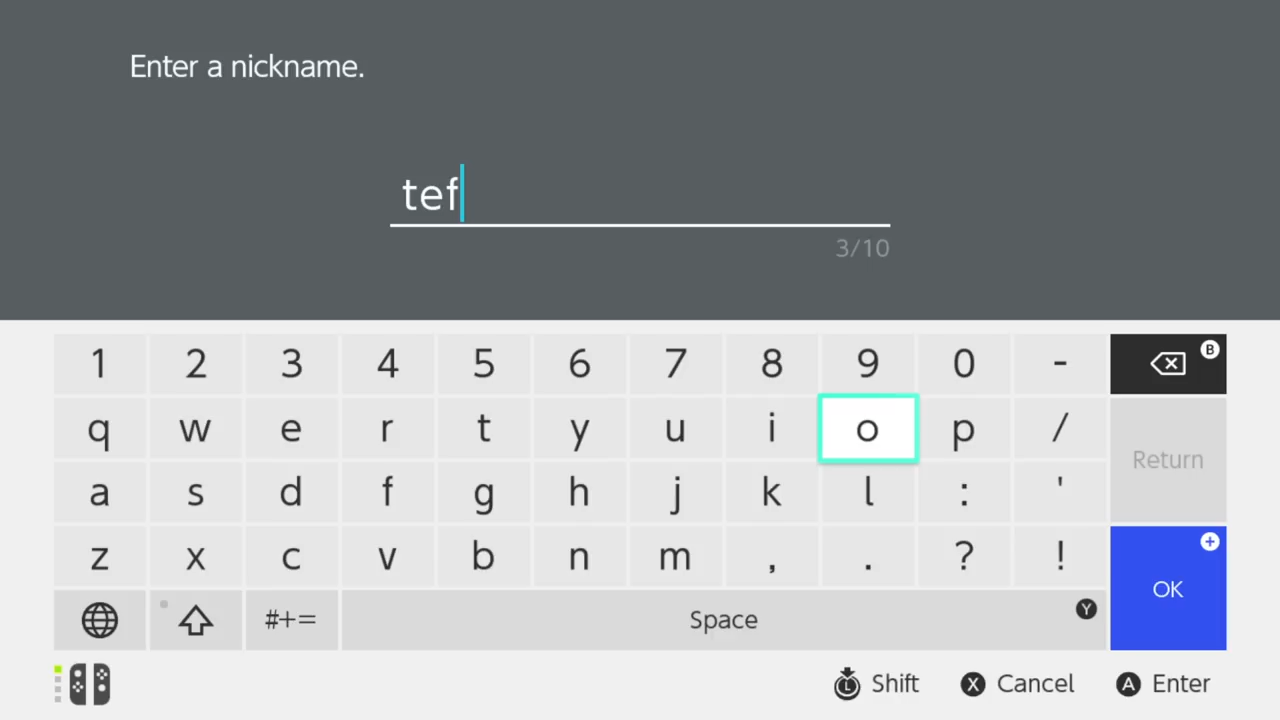 Enter a nickname.
tef
3/10
1 2 3 4 5 6 7 8 9 0 - B
q w e r t y u i o p /
Return
a s d f g h j k l : '
z x c v b n m , . ? ! +
OK
#+= Space Y
L Shift X Cancel A Enter